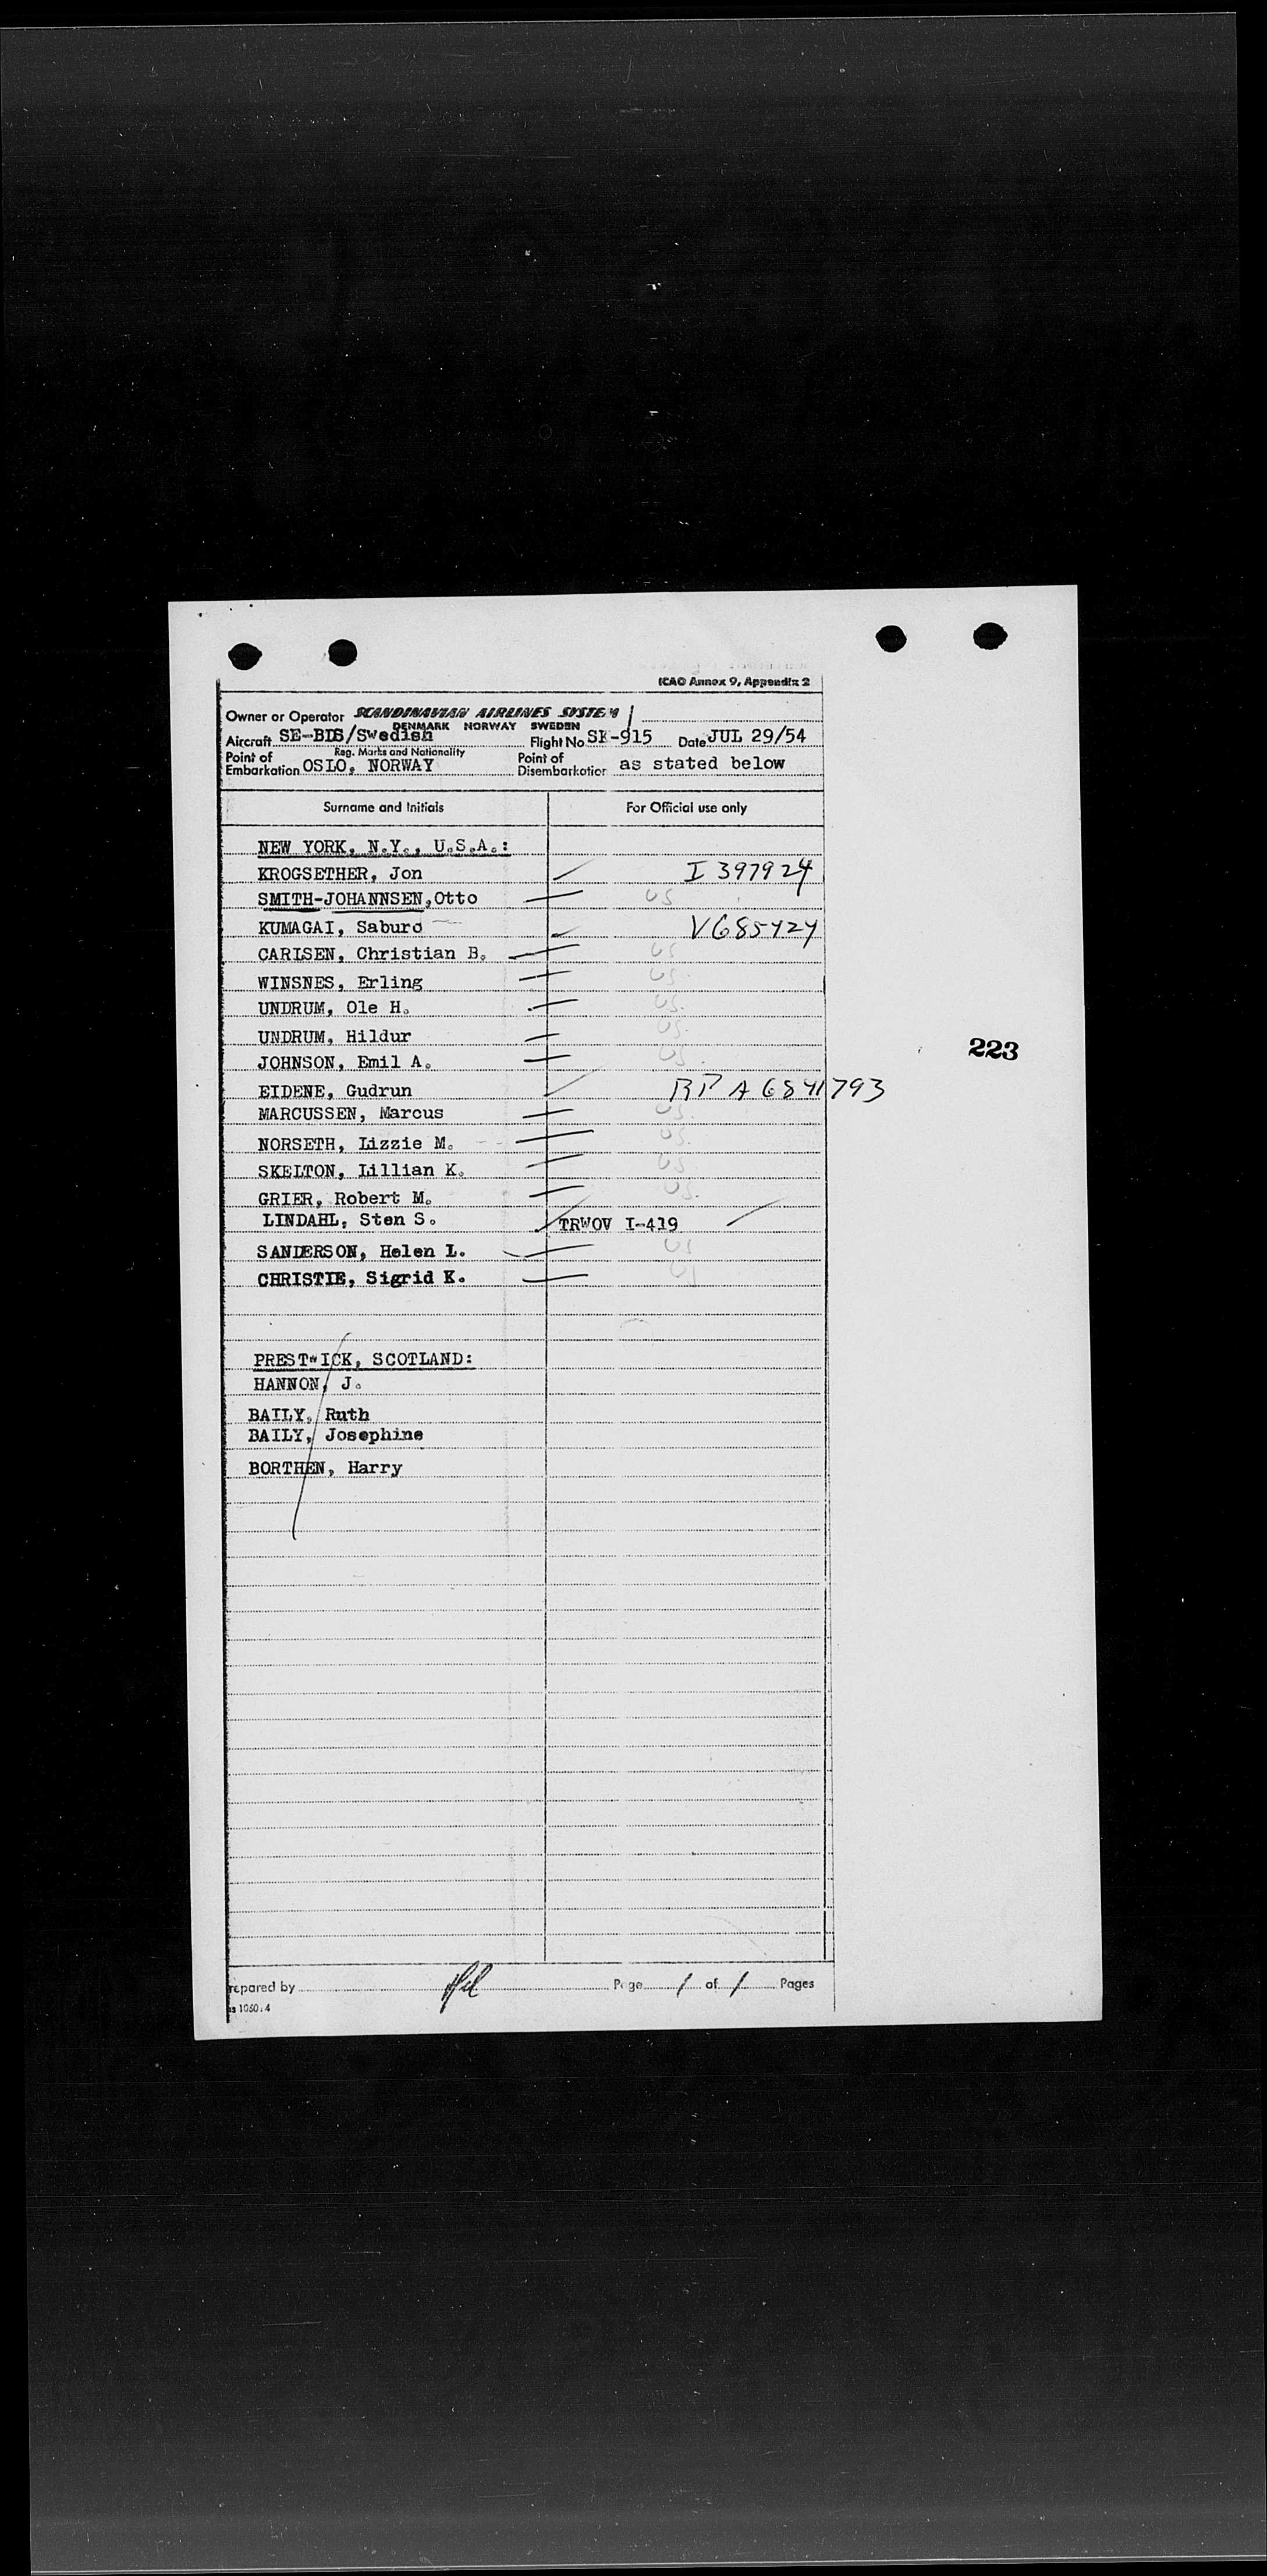 ICAO Annex 9, Appendix 2
Owner or Operator SCANDINAVIAN AIRLINES SYSTEM
DENMARK NORWAY SWEDEN
Aircraft SE-BDB/Swedish Flight No SK-915 Date JUL 29/54
Reg. Marks and Nationality
Point of Embarkation OSLO, NORWAY Point of Disembarkation as stated below
Surname and Initials For Official use only
NEW YORK, N.Y., U.S.A.:
KROGSETHER, Jon I 397924
SMITH-JOHANNSEN,Otto US
KUMAGAI, Saburo V685424
CARLSEN, Christian B. US
WINSNES, Erling US.
UNDRUM, Ole H. US.
UNDRUM, Hildur US.
JOHNSON, Emil A. US.
223
EIDENE, Gudrun RP A6841793
MARCUSSEN, Marcus US.
NORSETH, Lizzie M. US.
SKELTON, Lillian K. US
GRIER, Robert M. US.
LINDAHL, Sten S. TRWOV I-419
SANDERSON, Helen L. US
CHRISTIE, Sigrid K. US
PRESTWICK, SCOTLAND:
HANNON, J.
BAILY, Ruth
BAILY, Josephine
BORTHEN, Harry
repared by Page 1 of 1 Pages